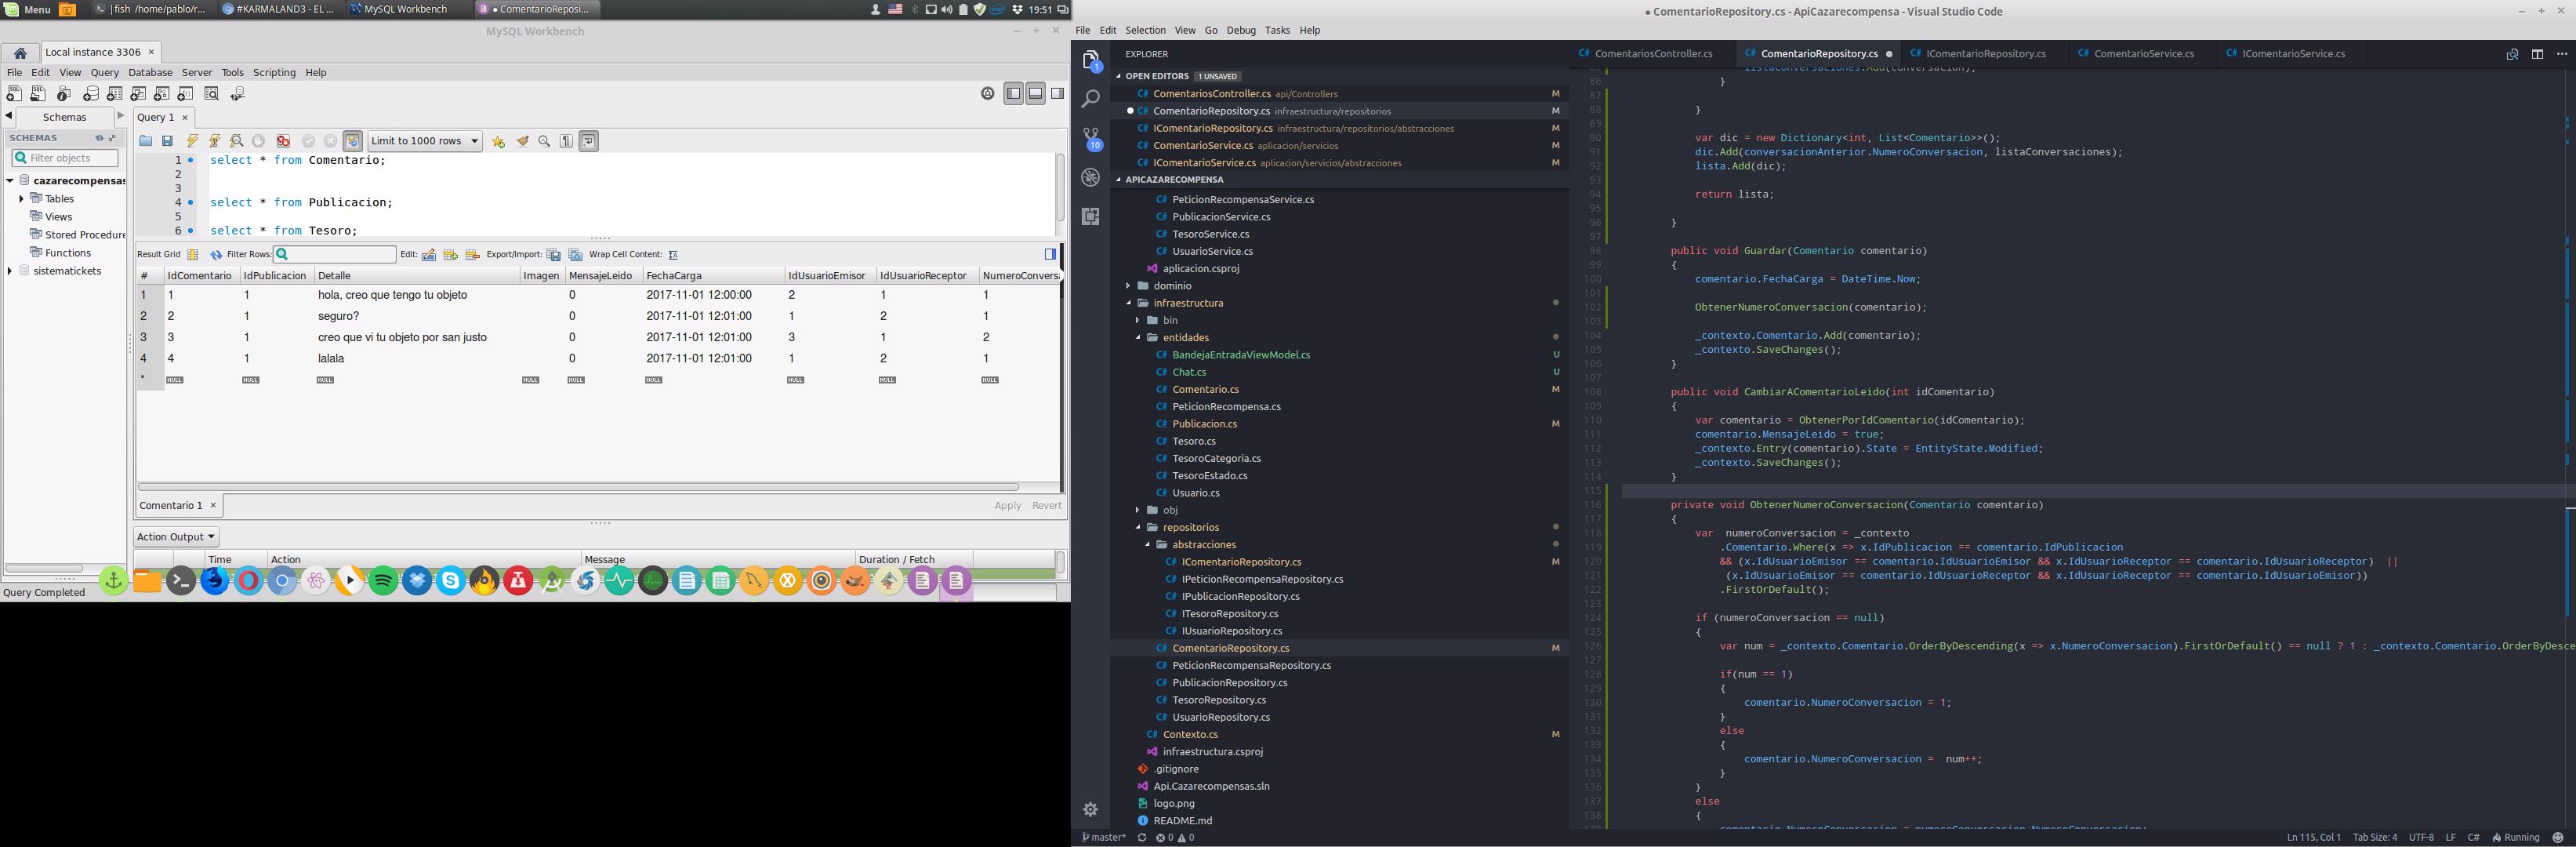 Menu
|fish /home/pablo/r...
#KARMALAND3 - EL ...
MySQL Workbench
● ComentarioReposi...
19:51
MySQL Workbench
Local instance 3306 ×
File Edit View Query Database Server Tools Scripting Help
Schemas
Query 1 ×
SCHEMAS
Filter objects
Limit to 1000 rows
cazarecompensas
Tables
Views
Stored Procedure
Functions
sistematickets
1 select * from Comentario;
2
3
4 select * from Publicacion;
5
6 select * from Tesoro;
Result Grid Filter Rows: Edit: Export/Import: Wrap Cell Content:
# IdComentario IdPublicacion Detalle Imagen MensajeLeido FechaCarga IdUsuarioEmisor IdUsuarioReceptor NumeroConversa
1 1 1 hola, creo que tengo tu objeto 0 2017-11-01 12:00:00 2 1 1
2 2 1 seguro? 0 2017-11-01 12:01:00 1 2 1
3 3 1 creo que vi tu objeto por san justo 0 2017-11-01 12:01:00 3 1 2
4 4 1 lalala 0 2017-11-01 12:01:00 1 2 1
* NULL NULL NULL NULL NULL NULL NULL NULL NULL
Comentario 1 × Apply Revert
Action Output
Time Action Message Duration / Fetch
Query Completed
● ComentarioRepository.cs - ApiCazarecompensa - Visual Studio Code
File Edit Selection View Go Debug Tasks Help
EXPLORER
OPEN EDITORS 1 UNSAVED
C# ComentariosController.cs api/Controllers M
C# ComentarioRepository.cs infraestructura/repositorios M
C# IComentarioRepository.cs infraestructura/repositorios/abstracciones M
C# ComentarioService.cs aplicacion/servicios M
C# IComentarioService.cs aplicacion/servicios/abstracciones M
APICAZARECOMPENSA
C# PeticionRecompensaService.cs
C# PublicacionService.cs
C# TesoroService.cs
C# UsuarioService.cs
aplicacion.csproj
dominio
infraestructura
bin
entidades
C# BandejaEntradaViewModel.cs U
C# Chat.cs U
C# Comentario.cs M
C# PeticionRecompensa.cs
C# Publicacion.cs M
C# Tesoro.cs
C# TesoroCategoria.cs
C# TesoroEstado.cs
C# Usuario.cs
obj
repositorios
abstracciones
C# IComentarioRepository.cs M
C# IPeticionRecompensaRepository.cs
C# IPublicacionRepository.cs
C# ITesoroRepository.cs
C# IUsuarioRepository.cs
C# ComentarioRepository.cs M
C# PeticionRecompensaRepository.cs
C# PublicacionRepository.cs
C# TesoroRepository.cs
C# UsuarioRepository.cs
C# Contexto.cs M
infraestructura.csproj
.gitignore
Api.Cazarecompensas.sln
logo.png
README.md
1
10
C# ComentariosController.cs C# ComentarioRepository.cs ● C# IComentarioRepository.cs C# ComentarioService.cs C# IComentarioService.cs
listaConversaciones.Add(conversacion);
86 }
87
88 }
89
90 var dic = new Dictionary<int, List<Comentario>>();
91 dic.Add(conversacionAnterior.NumeroConversacion, listaConversaciones);
92 lista.Add(dic);
93
94 return lista;
95
96 }
97
98 public void Guardar(Comentario comentario)
99 {
100 comentario.FechaCarga = DateTime.Now;
101
102 ObtenerNumeroConversacion(comentario);
103
104 _contexto.Comentario.Add(comentario);
105 _contexto.SaveChanges();
106 }
107
108 public void CambiarAComentarioLeido(int idComentario)
109 {
110 var comentario = ObtenerPorIdComentario(idComentario);
111 comentario.MensajeLeido = true;
112 _contexto.Entry(comentario).State = EntityState.Modified;
113 _contexto.SaveChanges();
114 }
115
116 private void ObtenerNumeroConversacion(Comentario comentario)
117 {
118 var  numeroConversacion = _contexto
119 .Comentario.Where(x => x.IdPublicacion == comentario.IdPublicacion
120 && (x.IdUsuarioEmisor == comentario.IdUsuarioEmisor && x.IdUsuarioReceptor == comentario.IdUsuarioReceptor)  ||
121 (x.IdUsuarioEmisor == comentario.IdUsuarioReceptor && x.IdUsuarioReceptor == comentario.IdUsuarioEmisor))
122 .FirstOrDefault();
123
124 if (numeroConversacion == null)
125 {
126 var num = _contexto.Comentario.OrderByDescending(x => x.NumeroConversacion).FirstOrDefault() == null ? 1 : _contexto.Comentario.OrderByDesce
127
128 if(num == 1)
129 {
130 comentario.NumeroConversacion = 1;
131 }
132 else
133 {
134 comentario.NumeroConversacion =  num++;
135 }
136 }
137 else
138 {
comentario.NumeroConversacion = numeroConversacion.NumeroConversacion;
master* 0 0 Ln 115, Col 1 Tab Size: 4 UTF-8 LF C# Running